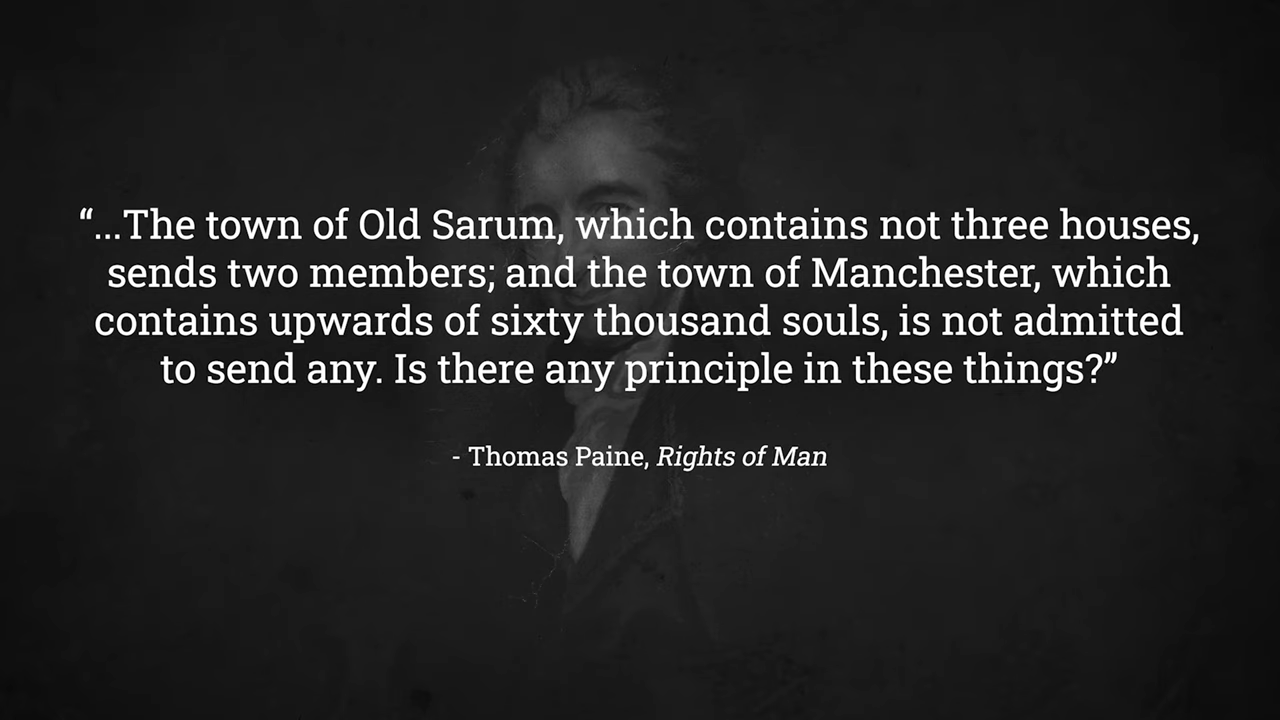 “...The town of Old Sarum, which contains not three houses,
sends two members; and the town of Manchester, which
contains upwards of sixty thousand souls, is not admitted
to send any. Is there any principle in these things?”
- Thomas Paine, Rights of Man